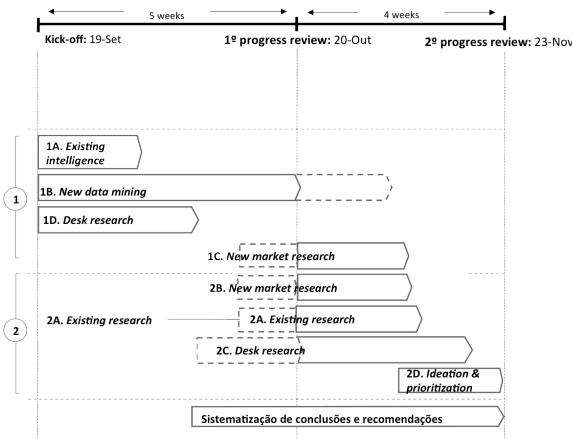 5 weeks
4 weeks
Kick-off: 19-Set
1º progress review: 20-Out
2º progress review: 23-Nov
1A. Existing
intelligence
1B. New data mining
1
1D. Desk research
1C. New market research
2B. New market research
2A. Existing research
2A. Existing research
2
2C. Desk research
2D. Ideation &
prioritization
Sistematização de conclusões e recomendações